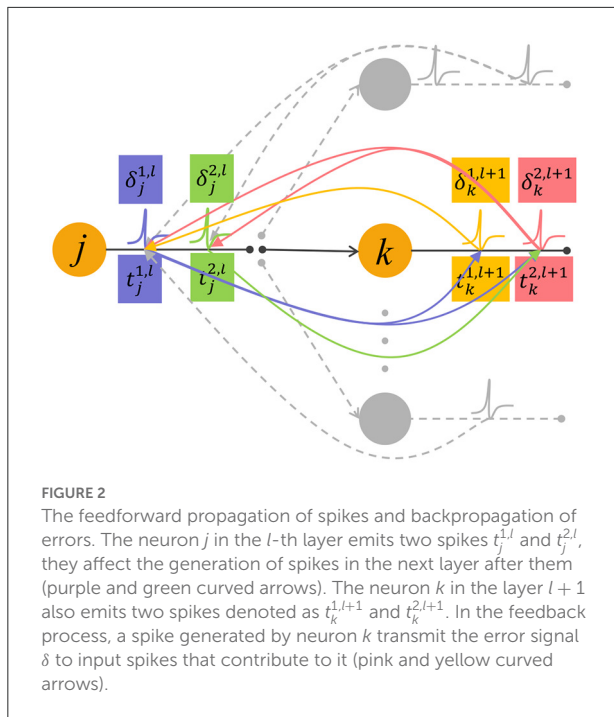 δ_j^{1,l} δ_j^{2,l} δ_k^{1,l+1} δ_k^{2,l+1}
j k
t_j^{1,l} t_j^{2,l} t_k^{1,l+1} t_k^{2,l+1}
FIGURE 2
The feedforward propagation of spikes and backpropagation of
errors. The neuron j in the l-th layer emits two spikes t_j^{1,l} and t_j^{2,l},
they affect the generation of spikes in the next layer after them
(purple and green curved arrows). The neuron k in the layer l + 1
also emits two spikes denoted as t_k^{1,l+1} and t_k^{2,l+1}. In the feedback
process, a spike generated by neuron k transmit the error signal
δ to input spikes that contribute to it (pink and yellow curved
arrows).